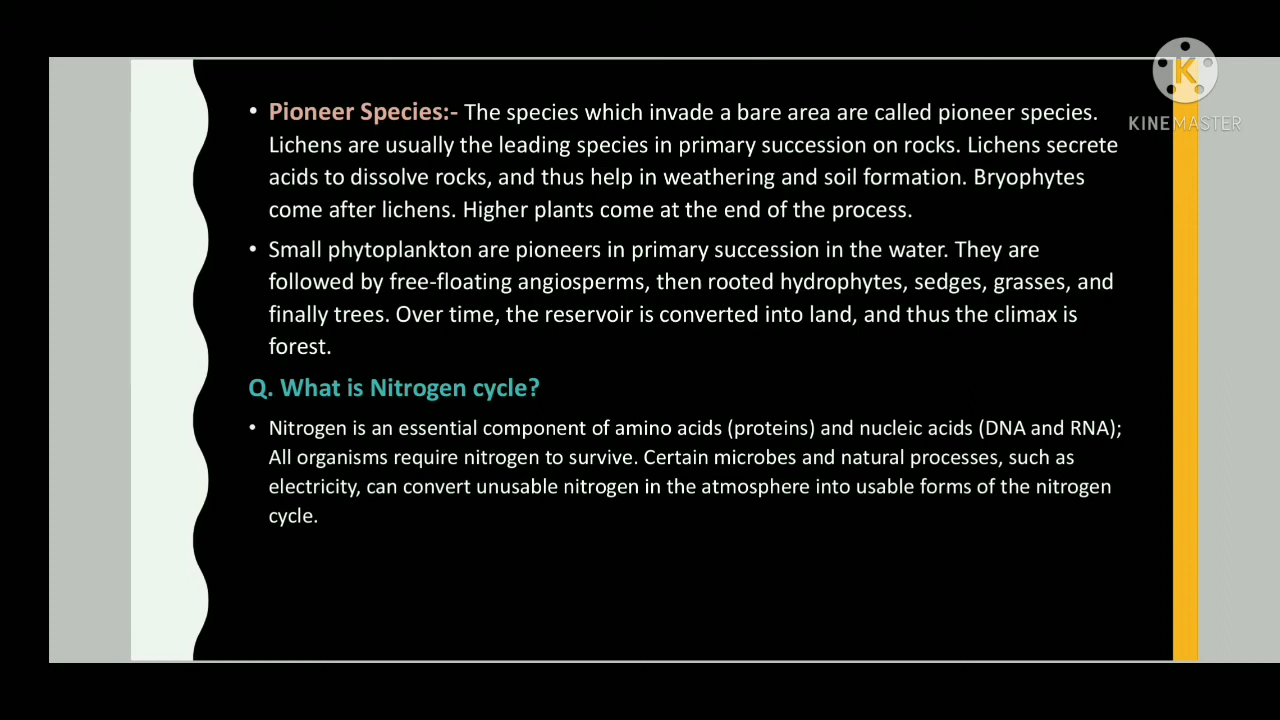 K
KINEMASTER
• Pioneer Species:- The species which invade a bare area are called pioneer species.
Lichens are usually the leading species in primary succession on rocks. Lichens secrete
acids to dissolve rocks, and thus help in weathering and soil formation. Bryophytes
come after lichens. Higher plants come at the end of the process.
• Small phytoplankton are pioneers in primary succession in the water. They are
followed by free-floating angiosperms, then rooted hydrophytes, sedges, grasses, and
finally trees. Over time, the reservoir is converted into land, and thus the climax is
forest.
Q. What is Nitrogen cycle?
• Nitrogen is an essential component of amino acids (proteins) and nucleic acids (DNA and RNA);
All organisms require nitrogen to survive. Certain microbes and natural processes, such as
electricity, can convert unusable nitrogen in the atmosphere into usable forms of the nitrogen
cycle.